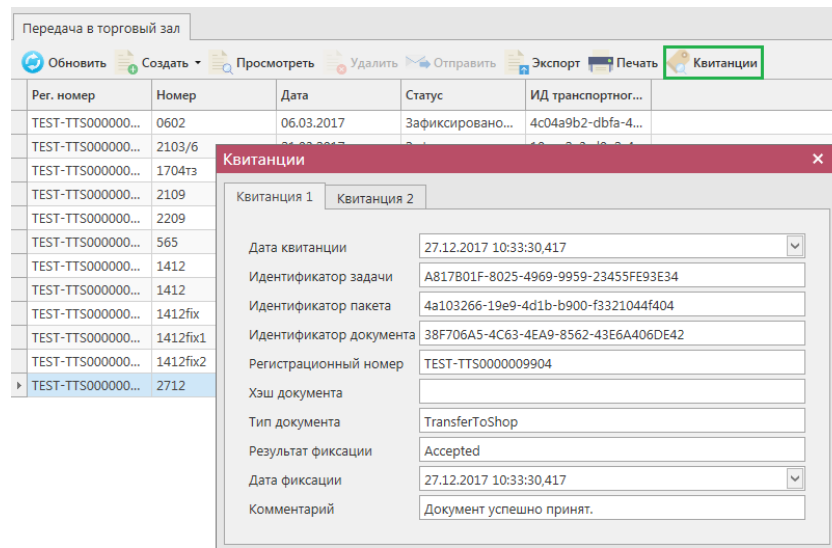 Передача в торговый зал
Обновить Создать Просмотреть Удалить Отправить Экспорт Печать Квитанции
Рег. номер Номер Дата Статус ИД транспортног...
TEST-TTS000000... 0602 06.03.2017 Зафиксировано... 4c04a9b2-dbfa-4...
TEST-TTS000000... 2103/6
TEST-TTS000000... 1704тз
TEST-TTS000000... 2109
TEST-TTS000000... 2209
TEST-TTS000000... 565
TEST-TTS000000... 1412
TEST-TTS000000... 1412
TEST-TTS000000... 1412fix
TEST-TTS000000... 1412fix1
TEST-TTS000000... 1412fix2
TEST-TTS000000... 2712
Квитанции
Квитанция 1 Квитанция 2
Дата квитанции 27.12.2017 10:33:30,417
Идентификатор задачи A817B01F-8025-4969-9959-23455FE93E34
Идентификатор пакета 4a103266-19e9-4d1b-b900-f3321044f404
Идентификатор документа 38F706A5-4C63-4EA9-8562-43E6A406DE42
Регистрационный номер TEST-TTS0000009904
Хэш документа
Тип документа TransferToShop
Результат фиксации Accepted
Дата фиксации 27.12.2017 10:33:30,417
Комментарий Документ успешно принят.